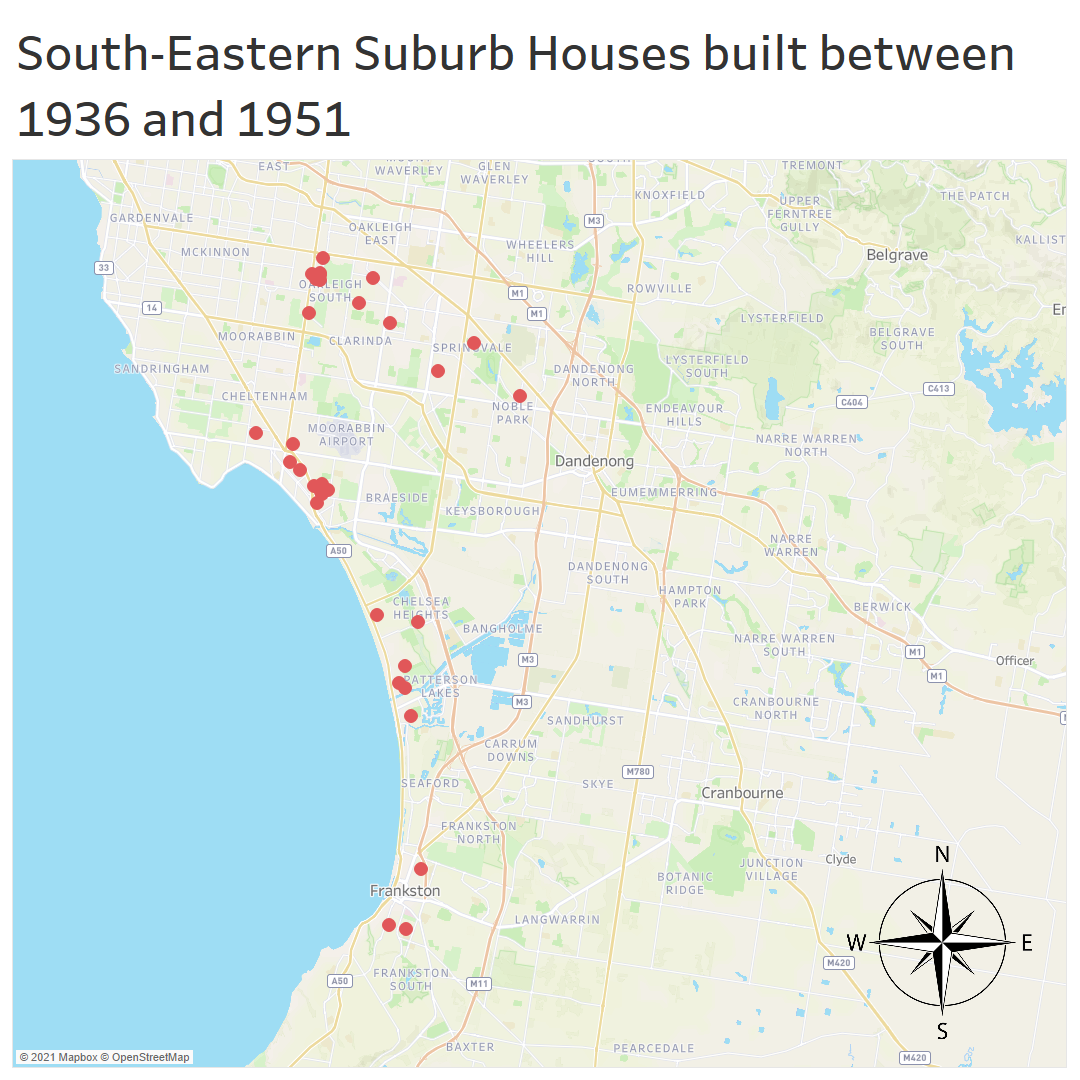 South-Eastern Suburb Houses built between
1936 and 1951
EAST
WAVERLEY
GLEN
WAVERLEY
SOUTH
TREMONT
KNOXFIELD
UPPER
FERNTREE
GULLY
THE PATCH
GARDENVALE
M3
OAKLEIGH
EAST
MCKINNON
WHEELERS
HILL
KALLIST
Belgrave
33
OAKLEIGH
SOUTH
ROWVILLE
M1
14
M1
LYSTERFIELD
MOORABBIN
CLARINDA
SPRINGVALE
BELGRAVE
SOUTH
SANDRINGHAM
LYSTERFIELD
SOUTH
DANDENONG
NORTH
CHELTENHAM
C413
C404
NOBLE
PARK
ENDEAVOUR
HILLS
MOORABBIN
AIRPORT
NARRE WARREN
NORTH
Dandenong
BRAESIDE
EUMEMMERRING
KEYSBOROUGH
A50
NARRE
WARREN
DANDENONG
SOUTH
HAMPTON
PARK
CHELSEA
HEIGHTS
BERWICK
BANGHOLME
NARRE WARREN
SOUTH
M1
M3
Officer
M1
PATTERSON
LAKES
M3
CRANBOURNE
NORTH
SANDHURST
CARRUM
DOWNS
M780
SEAFORD
SKYE
Cranbourne
FRANKSTON
NORTH
N
Clyde
JUNCTION
VILLAGE
BOTANIC
RIDGE
Frankston
LANGWARRIN
W
E
M420
FRANKSTON
SOUTH
A50
M11
S
BAXTER
PEARCEDALE
M420
© 2021 Mapbox © OpenStreetMap